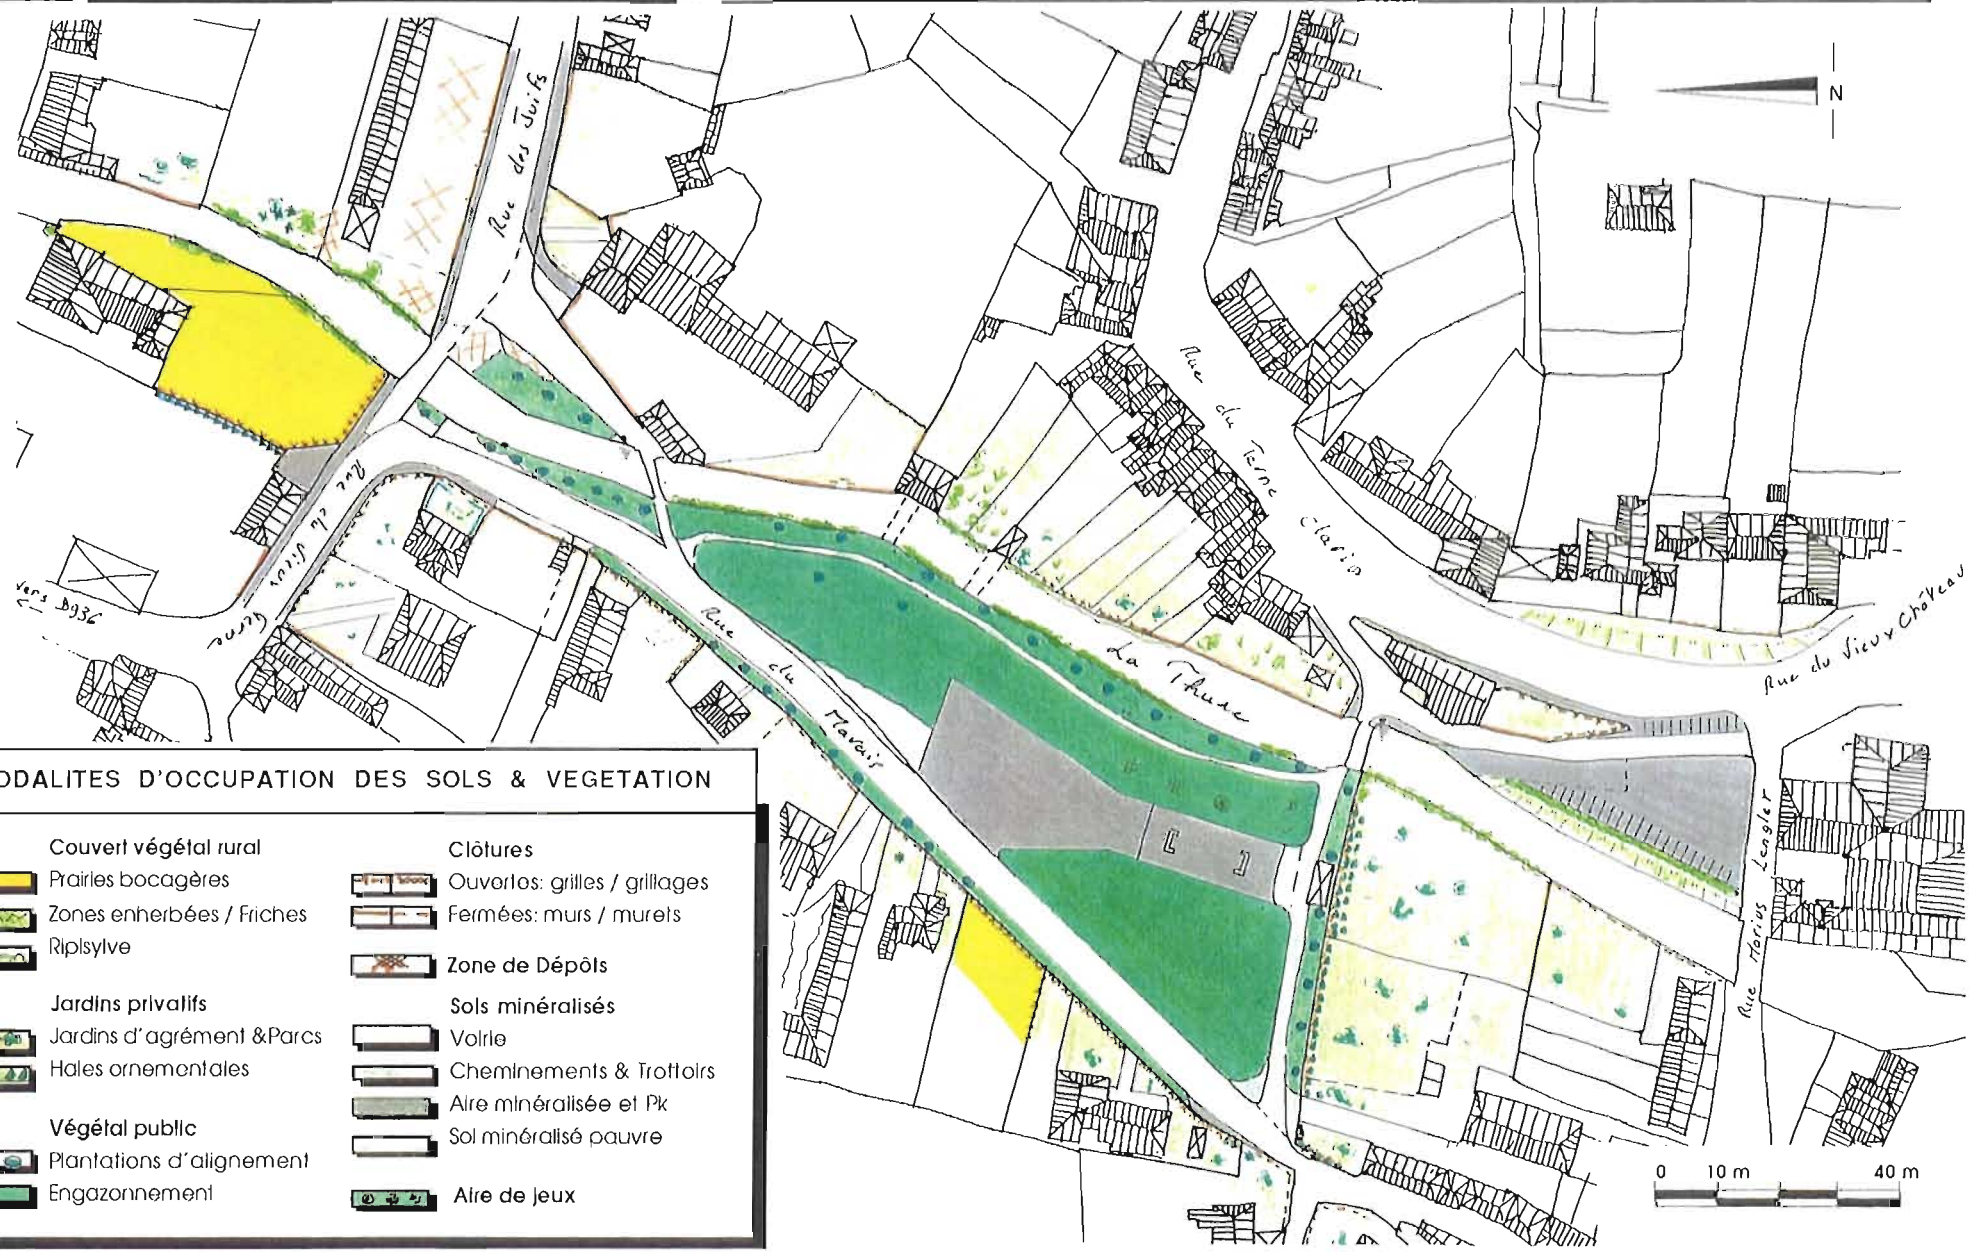 N
Rue des Juifs
Rue du Terne
Clarin
Rue du Vieux Château
Rue du Vieux Terne
vers D936
La Thuse
Rue du Marais
Rue Marius Lengler
ODALITES D'OCCUPATION DES SOLS & VEGETATION
Couvert végétal rural
Prairies bocagères
Zones enherbées / Friches
Ripisylve
Jardins privatifs
Jardins d'agrément &Parcs
Haies ornementales
Végétal public
Plantations d'alignement
Engazonnement
Clôtures
Ouvertes: grilles / grillages
Fermées: murs / murets
Zone de Dépôts
Sols minéralisés
Voirie
Cheminements & Trottoirs
Aire minéralisée et Pk
Sol minéralisé pauvre
Aire de jeux
0 10 m 40 m